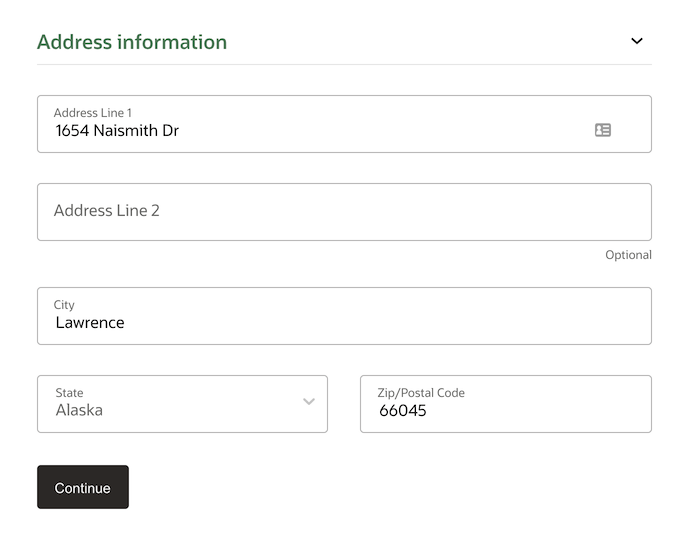 Address information
Address Line 1
1654 Naismith Dr
Address Line 2
Optional
City
Lawrence
State
Alaska
Zip/Postal Code
66045
Continue